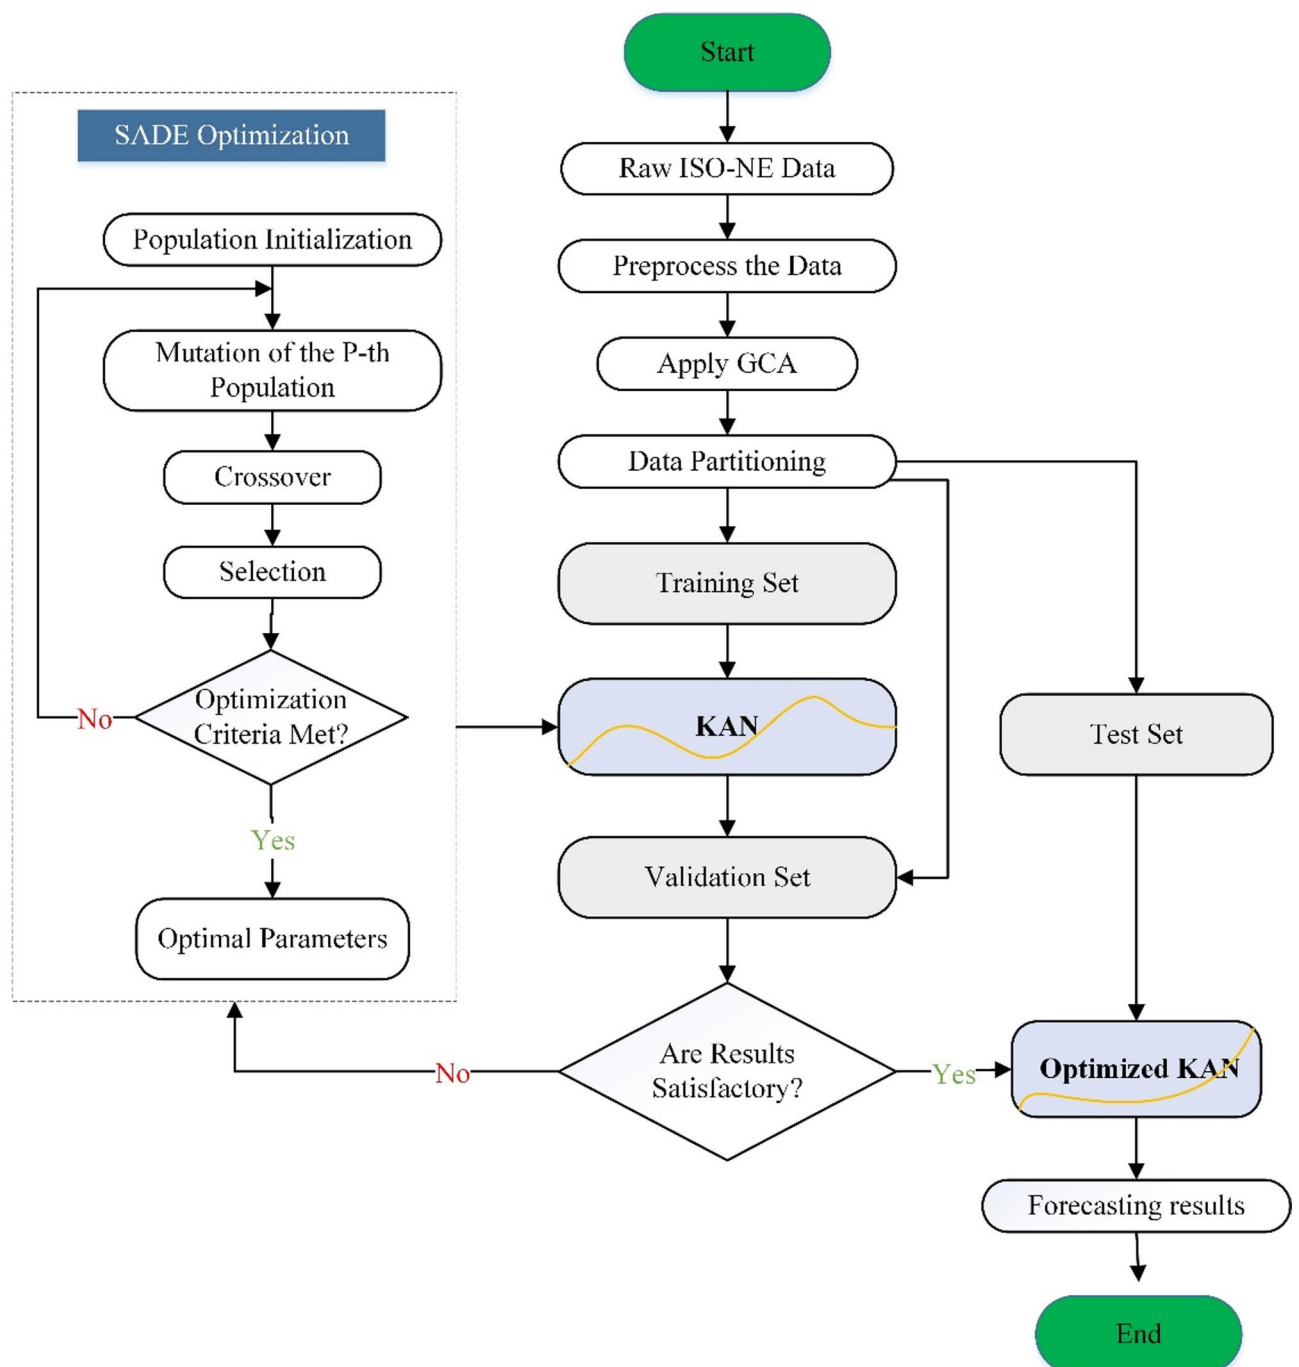 Start
SADE Optimization
Raw ISO-NE Data
Population Initialization
Preprocess the Data
Mutation of the P-th
Population
Apply GCA
Data Partitioning
Crossover
Selection
Training Set
Optimization
Criteria Met?
No
KAN
Test Set
Yes
Validation Set
Optimal Parameters
Are Results
Satisfactory?
No
Yes
Optimized KAN
Forecasting results
End